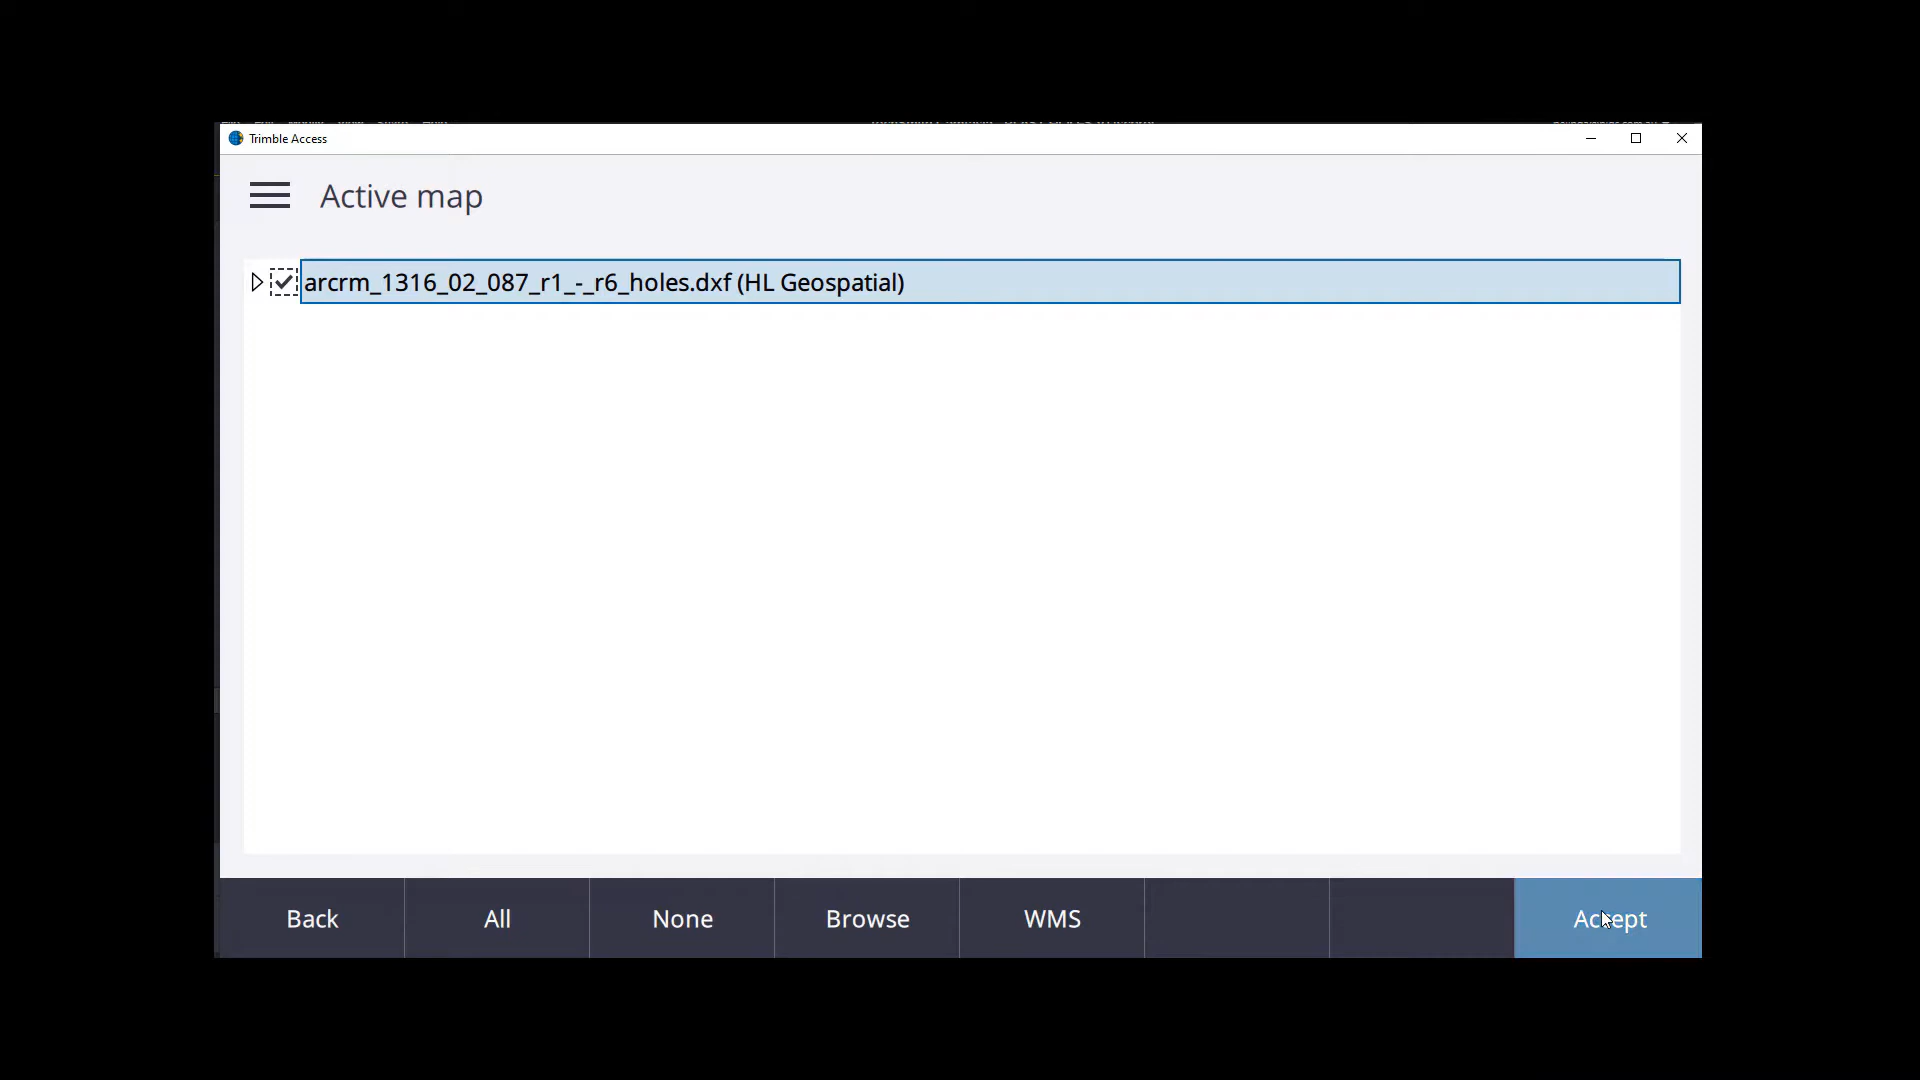 Trimble Access
Active map
arcrm_1316_02_087_r1_-_r6_holes.dxf (HL Geospatial)
Back
All
None
Browse
WMS
Accept